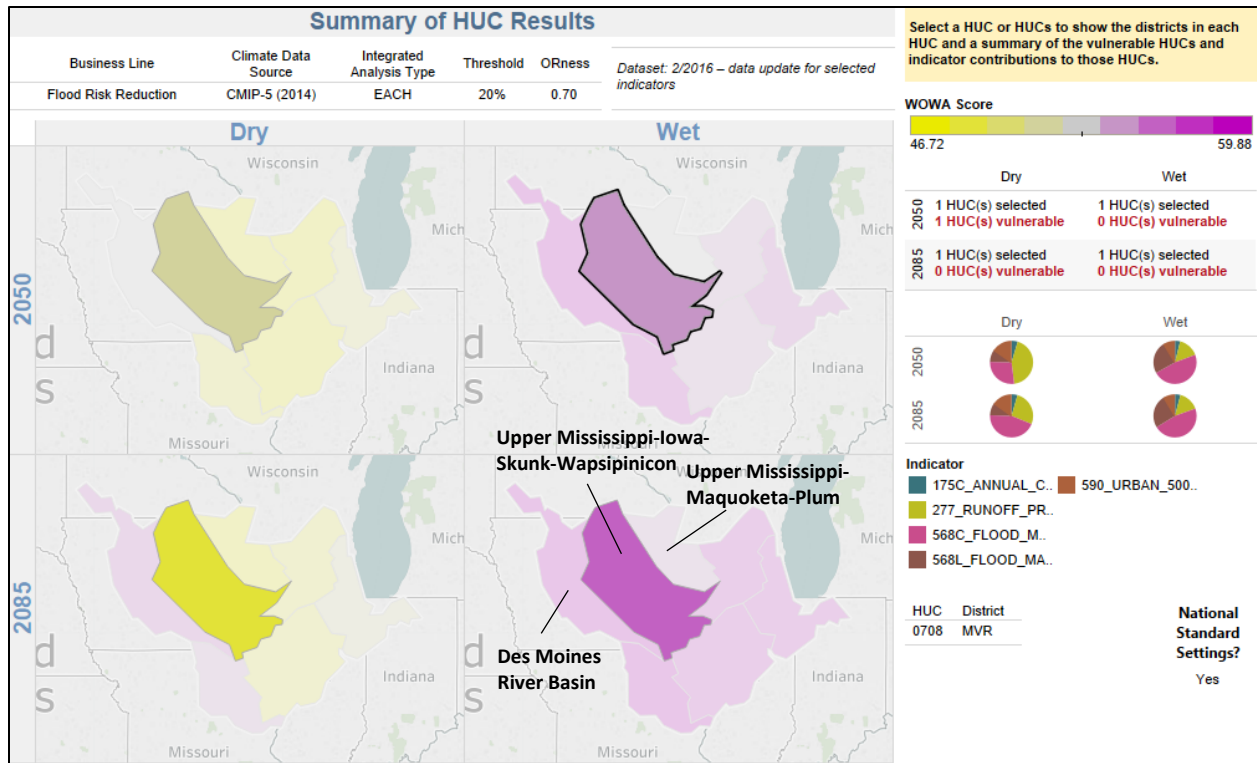 Summary of HUC Results
Business Line
Climate Data
Source
Integrated
Analysis Type
Threshold
ORness
Flood Risk Reduction
CMIP-5 (2014)
EACH
20%
0.70
Dataset: 2/2016 – data update for selected
indicators
Dry
Wet
2050
Wisconsin
Mich
d
s
Indiana
Missouri
Wisconsin
Mich
d
s
Indiana
2085
Wisconsin
Mich
d
s
Indiana
Missouri
Upper Mississippi-Iowa-
Skunk-Wapsipinicon
Upper Mississippi-
Maquoketa-Plum
Wisconsin
Mich
d
s
Des Moines
River Basin
Indiana
Missouri
Select a HUC or HUCs to show the districts in each
HUC and a summary of the vulnerable HUCs and
indicator contributions to those HUCs.
WOWA Score
46.72
59.88
Dry
Wet
2050
1 HUC(s) selected
1 HUC(s) selected
1 HUC(s) vulnerable
0 HUC(s) vulnerable
2085
1 HUC(s) selected
1 HUC(s) selected
0 HUC(s) vulnerable
0 HUC(s) vulnerable
Dry
Wet
2050
2085
Indicator
175C_ANNUAL_C..
590_URBAN_500..
277_RUNOFF_PR..
568C_FLOOD_M..
568L_FLOOD_MA..
HUC
District
0708
MVR
National
Standard
Settings?
Yes